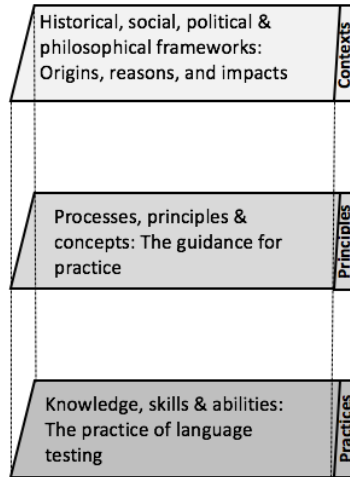 Historical, social, political &
philosophical frameworks:
Origins, reasons, and impacts
Contexts
Processes, principles &
concepts: The guidance for
practice
Principles
Knowledge, skills & abilities:
The practice of language
testing
Practices